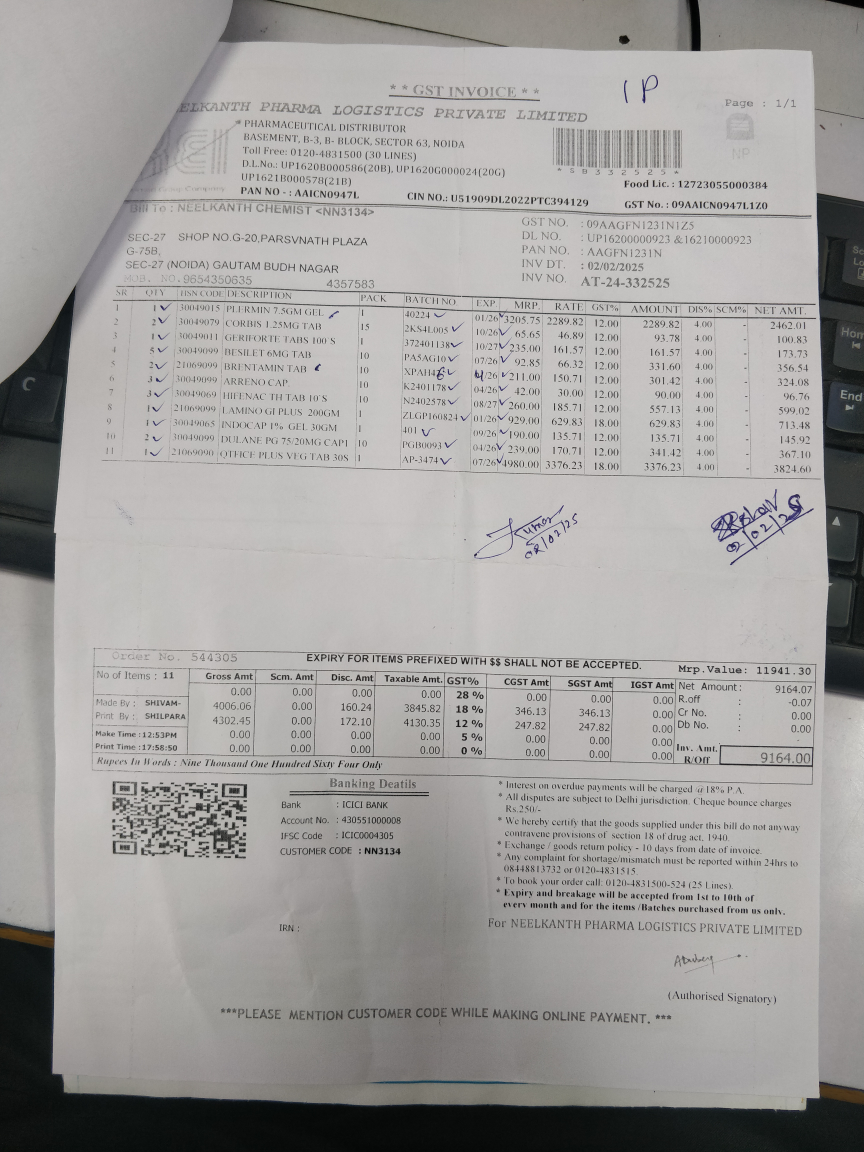 ** GST INVOICE **
1P
Page : 1/1
ELKANTH PHARMA LOGISTICS PRIVATE LIMITED
PHARMACEUTICAL DISTRIBUTOR
BASEMENT, B-3, B- BLOCK, SECTOR 63, NOIDA
Toll Free: 0120-4831500 (30 LINES)
D.L.No.: UP1620B000586(20B), UP1620G000024(20G)
UP1621B000578(21B)
PAN NO - : AAICN0947L
CIN NO.: U51909DL2022PTC394129
*SB332525*
NP
Food Lic. : 12723055000384
GST No. : 09AAICN0947L1Z0
Bill To : NEELKANTH CHEMIST <NN3134>
SEC-27 SHOP NO.G-20,PARSVNATH PLAZA
G-75B,
SEC-27 (NOIDA) GAUTAM BUDH NAGAR
MOB. NO.9654350635 4357583
GST NO. : 09AAGFN1231N1Z5
DL NO. : UP16200000923 &16210000923
PAN NO. : AAGFN1231N
INV DT. : 02/02/2025
INV NO. AT-24-332525
SR QTY HSN CODE DESCRIPTION PACK BATCH NO. EXP. MRP. RATE GST% AMOUNT DIS% SCM% NET AMT.
1 1 30049015 PLERMIN 7.5GM GEL 1 40224 01/26 3205.75 2289.82 12.00 2289.82 4.00 - 2462.01
2 2 30049079 CORBIS 1.25MG TAB 15 2KS4L005 10/26 65.65 46.89 12.00 93.78 4.00 - 100.83
3 1 30049011 GERIFORTE TABS 100 S 1 372401138 10/27 235.00 161.57 12.00 161.57 4.00 - 173.73
4 5 30049099 BESILET 6MG TAB 10 PA5AG10 07/26 92.85 66.32 12.00 331.60 4.00 - 356.54
5 2 21069099 BRENTAMIN TAB 10 4/26 211.00 150.71 12.00 301.42 4.00 - 324.08
6 3 30049099 ARRENO CAP. 10 K2401178 04/26 42.00 30.00 12.00 90.00 4.00 - 96.76
7 3 30049069 HIFENAC TH TAB 10'S 10 N2402578 08/27 260.00 185.71 12.00 557.13 4.00 - 599.02
8 1 21069099 LAMINO GI PLUS 200GM 1 ZLGP160824 01/26 929.00 629.83 18.00 629.83 4.00 - 713.48
9 1 30049065 INDOCAP 1% GEL 30GM 1 401 09/26 190.00 135.71 12.00 135.71 4.00 - 145.92
10 2 30049099 DULANE PG 75/20MG CAP1 10 PGB0093 04/26 239.00 170.71 12.00 341.42 4.00 - 367.10
11 1 21069090 QTFICE PLUS VEG TAB 30S 1 AP-3474 07/26 4980.00 3376.23 18.00 3376.23 4.00 - 3824.60
02/02/25
02/02/25
Order No. 544305 EXPIRY FOR ITEMS PREFIXED WITH $$ SHALL NOT BE ACCEPTED. Mrp.Value: 11941.30
No of Items : 11 Gross Amt Scm. Amt Disc. Amt Taxable Amt. GST% CGST Amt SGST Amt IGST Amt Net Amount : 9164.07
0.00 0.00 0.00 0.00 28 % 0.00 0.00 0.00 R.off : -0.07
Made By : SHIVAM- 4006.06 0.00 160.24 3845.82 18 % 346.13 346.13 0.00 Cr No. : 0.00
Print By : SHILPARA 4302.45 0.00 172.10 4130.35 12 % 247.82 247.82 0.00 Db No. : 0.00
Make Time :12:53PM 0.00 0.00 0.00 0.00 5 % 0.00 0.00 0.00
Print Time :17:58:50 0.00 0.00 0.00 0.00 0 % 0.00 0.00 0.00 Inv. Amt. R/Off 9164.00
Rupees In Words : Nine Thousand One Hundred Sixty Four Only
Banking Deatils
Bank : ICICI BANK
Account No. : 430551000008
IFSC Code : ICIC0004305
CUSTOMER CODE : NN3134
* Interest on overdue payments will be charged @ 18% P.A.
* All disputes are subject to Delhi jurisdiction. Cheque bounce charges
Rs.250/-
* We hereby certify that the goods supplied under this bill do not anyway
contravene provisions of section 18 of drug act, 1940.
* Exchange / goods return policy - 10 days from date of invoice.
* Any complaint for shortage/mismatch must be reported within 24hrs to
08448813732 or 0120-4831515.
* To book your order call: 0120-4831500-524 (25 Lines).
* Expiry and breakage will be accepted from 1st to 10th of
every month and for the items /Batches purchased from us only.
IRN :
For NEELKANTH PHARMA LOGISTICS PRIVATE LIMITED
(Authorised Signatory)
***PLEASE MENTION CUSTOMER CODE WHILE MAKING ONLINE PAYMENT. ***
Home
End
C